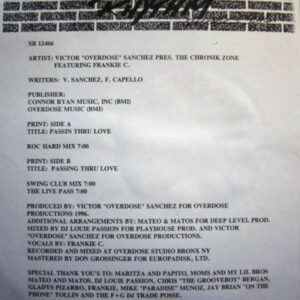 RHYTHM
SR 12466
ARTIST: VICTOR "OVERDOSE" SANCHEZ PRES. THE CHRONIK ZONE
FEATURING FRANKIE C.
WRITERS: V. SANCHEZ, F. CAPELLO
PUBLISHER:
CONNOR RYAN MUSIC, INC (BMI)
OVERDOSE MUSIC (BMI)
PRINT: SIDE A
TITLE: PASSIN THRU LOVE
ROC HARD MIX 7:00
PRINT: SIDE B
TITLE: PASSING THRU LOVE
SWING CLUB MIX 7:00
THE LIVE PASS 7:00
PRODUCED BY: VICTOR "OVERDOSE" SANCHEZ FOR OVERDOSE
PRODUCTIONS 1996.
ADDITIONAL ARRANGEMENTS BY: MATEO & MATOS FOR DEEP LEVEL PROD.
MIXED BY DJ LOUIE PASSION FOR PLAYHOUSE PROD. AND VICTOR
"OVERDOSE" SANCHEZ FOR OVERDOSE PRODUCTIONS.
VOCALS BY: FRANKIE C.
RECORDED AND MIXED AT OVERDOSE STUDIO BRONX NY
MASTERED BY DON GROSSINGER FOR EUROPADISK, LTD.
SPECIAL THANK YOU'S TO: MARITZA AND PAPITO, MOMS AND MY LIL BROS
MATEO AND MATOS, DJ LOUIE PASSION, CHRIS "THE GROOVEBOY" BERGAN,
GLADYS PIZARRO, FRANKIE, MIKE "PARADISE" MUNOZ, JAY BRIAN "ON
THE PHONE" TOLLIN AND THE F+G DJ TRADE POSSE.